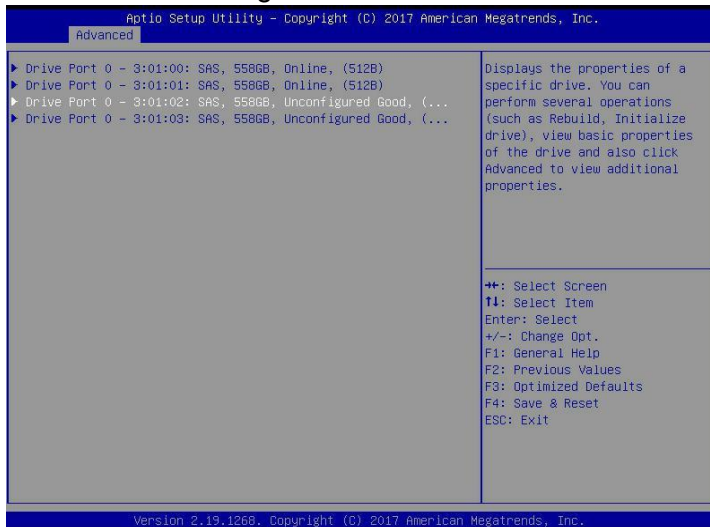 Aptio Setup Utility – Copyright (C) 2017 American Megatrends, Inc.
Advanced
Drive Port 0 – 3:01:00: SAS, 558GB, Online, (512B)
Drive Port 0 – 3:01:01: SAS, 558GB, Online, (512B)
Drive Port 0 – 3:01:02: SAS, 558GB, Unconfigured Good, (...
Drive Port 0 – 3:01:03: SAS, 558GB, Unconfigured Good, (...
Displays the properties of a
specific drive. You can
perform several operations
(such as Rebuild, Initialize
drive), view basic properties
of the drive and also click
Advanced to view additional
properties.
→←: Select Screen
↑↓: Select Item
Enter: Select
+/-: Change Opt.
F1: General Help
F2: Previous Values
F3: Optimized Defaults
F4: Save & Reset
ESC: Exit
Version 2.19.1268. Copyright (C) 2017 American Megatrends, Inc.